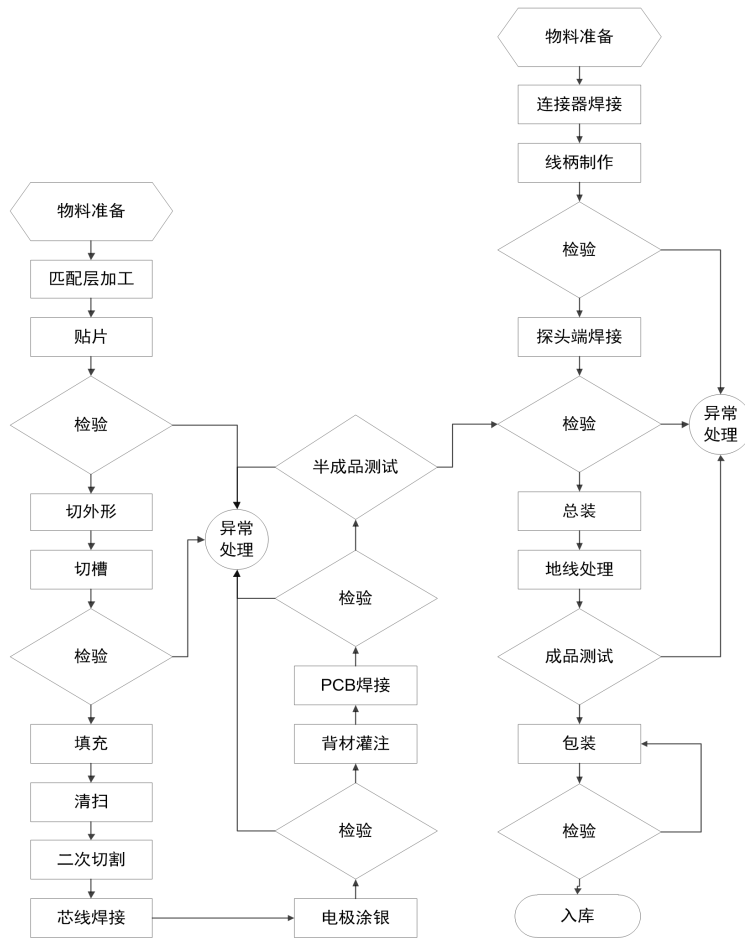 物料准备
匹配层加工
贴片
检验
切外形
切槽
检验
填充
清扫
二次切割
芯线焊接
异常
处理
半成品测试
检验
PCB焊接
背材灌注
检验
电极涂银
物料准备
连接器焊接
线柄制作
检验
探头端焊接
检验
异常
处理
总装
地线处理
成品测试
包装
检验
入库